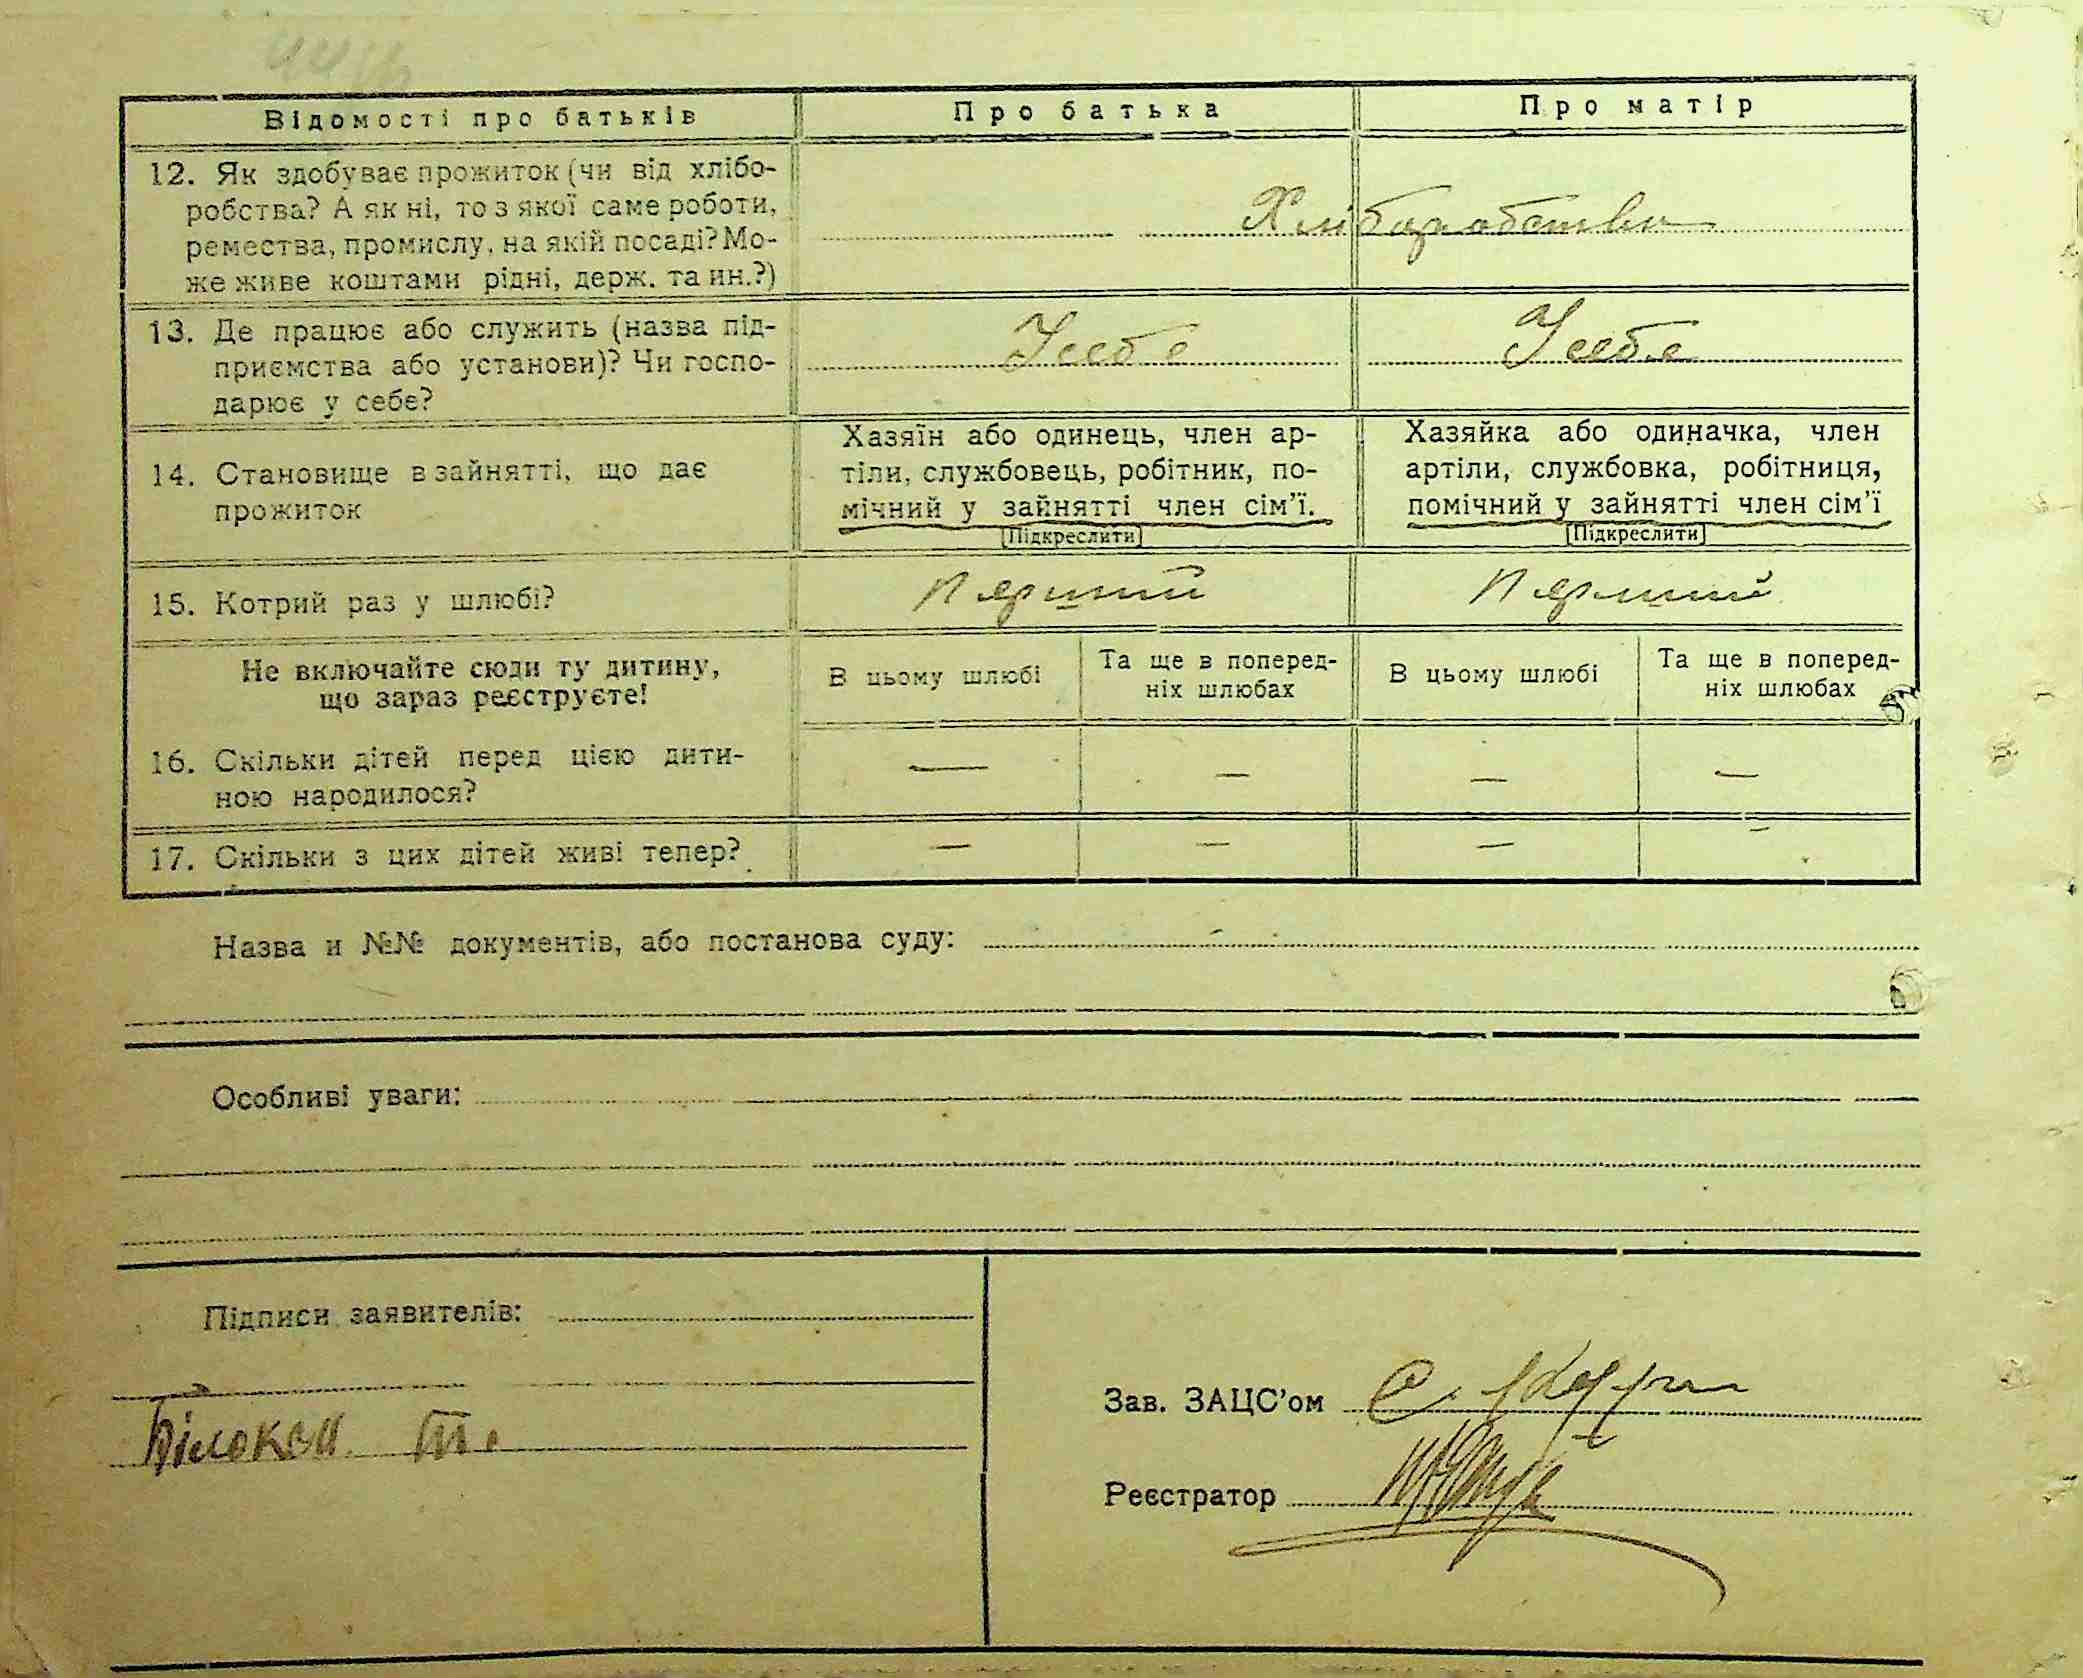 Відомості про батьків Про батька Про матір
12. Як здобуває прожиток (чи від хлібо-
робства? А як ні, то з якої саме роботи,
ремества, промислу, на якій посаді? Мо-
же живе коштами рідні, держ. та ин.?)
Хліборобство
13. Де працює або служить (назва під-
приємства або установи)? Чи госпо-
дарює у себе?
У себе У себе
14. Становище в зайнятті, що дає
прожиток
Хазяїн або одинець, член ар-
тіли, службовець, робітник, по-
мічний у зайнятті член сім'ї.
Підкреслити
Хазяйка або одиначка, член
артіли, службовка, робітниця,
помічний у зайнятті член сім'ї
Підкреслити
15. Котрий раз у шлюбі? Перший Перший
Не включайте сюди ту дитину,
що зараз реєструєте!
В цьому шлюбі
Та ще в поперед-
ніх шлюбах
В цьому шлюбі
Та ще в поперед-
ніх шлюбах
16. Скільки дітей перед цією дити-
ною народилося?
— — — —
17. Скільки з цих дітей живі тепер? — — — —
Назва и №№ документів, або постанова суду: -
Особливі уваги:
Підписи заявителів:
Білокон Т.
Зав. ЗАЦС'ом
Реєстратор